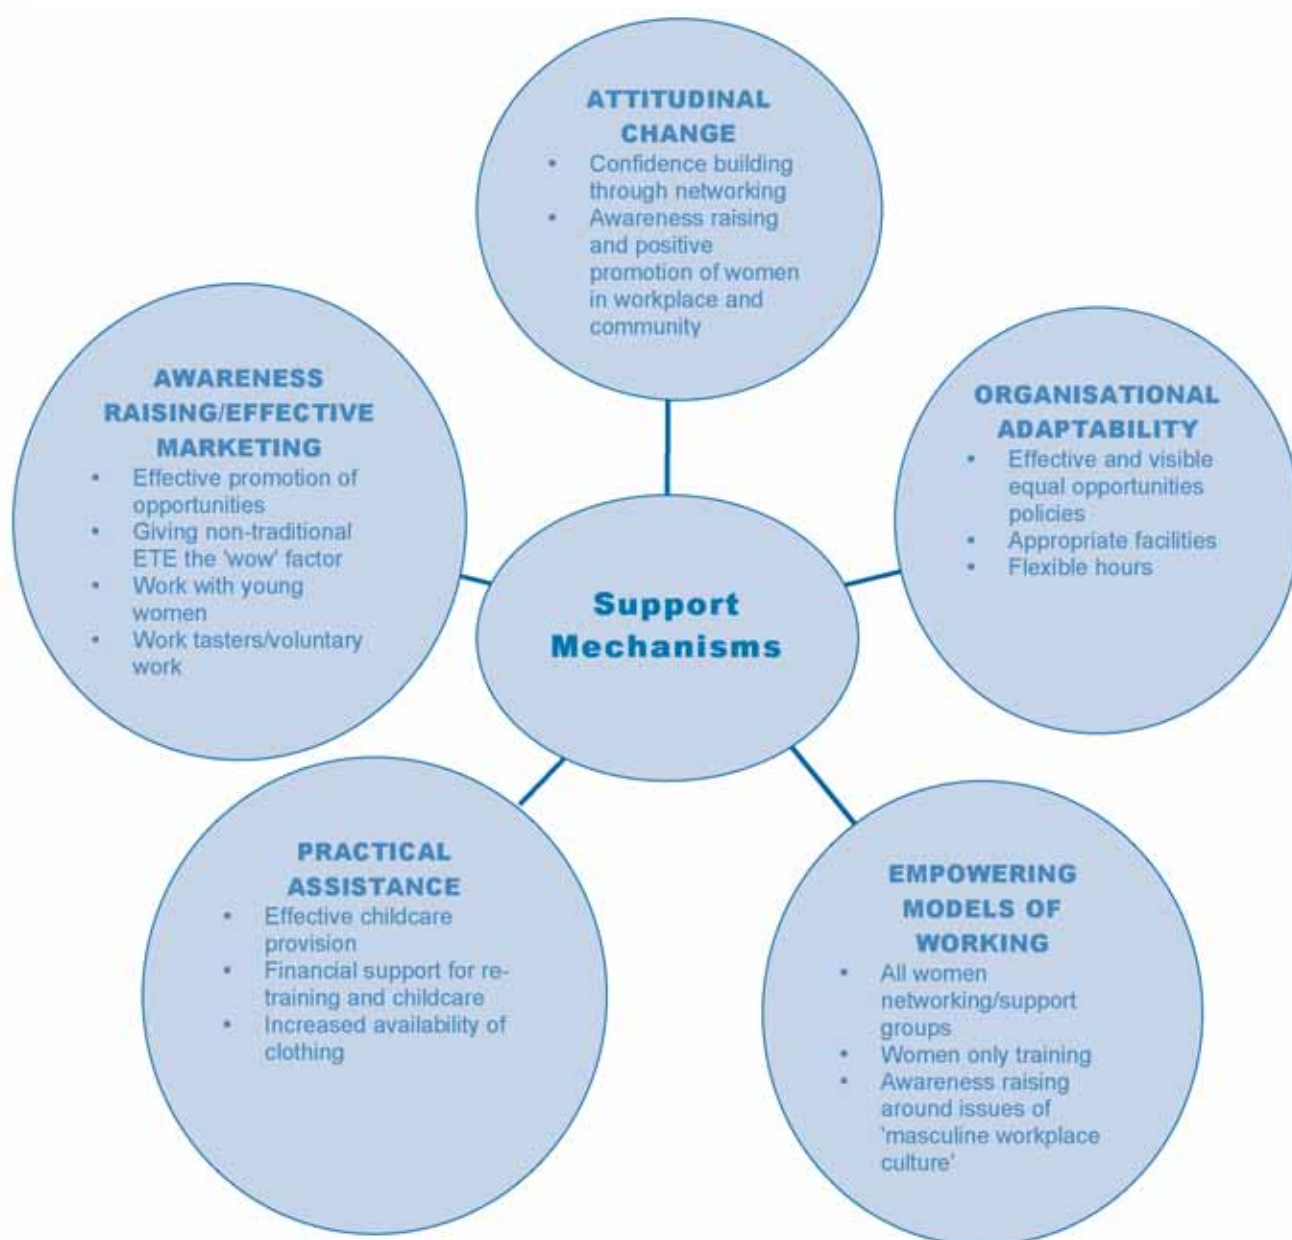 ATTITUDINAL
CHANGE
• Confidence building
through networking
• Awareness raising
and positive
promotion of women
in workplace and
community
AWARENESS
RAISING/EFFECTIVE
MARKETING
• Effective promotion of
opportunities
• Giving non-traditional
ETE the 'wow' factor
• Work with young
women
• Work tasters/voluntary
work
ORGANISATIONAL
ADAPTABILITY
• Effective and visible
equal opportunities
policies
• Appropriate facilities
• Flexible hours
Support
Mechanisms
PRACTICAL
ASSISTANCE
• Effective childcare
provision
• Financial support for re-
training and childcare
• Increased availability of
clothing
EMPOWERING
MODELS OF
WORKING
• All women
networking/support
groups
• Women only training
• Awareness raising
around issues of
'masculine workplace
culture'